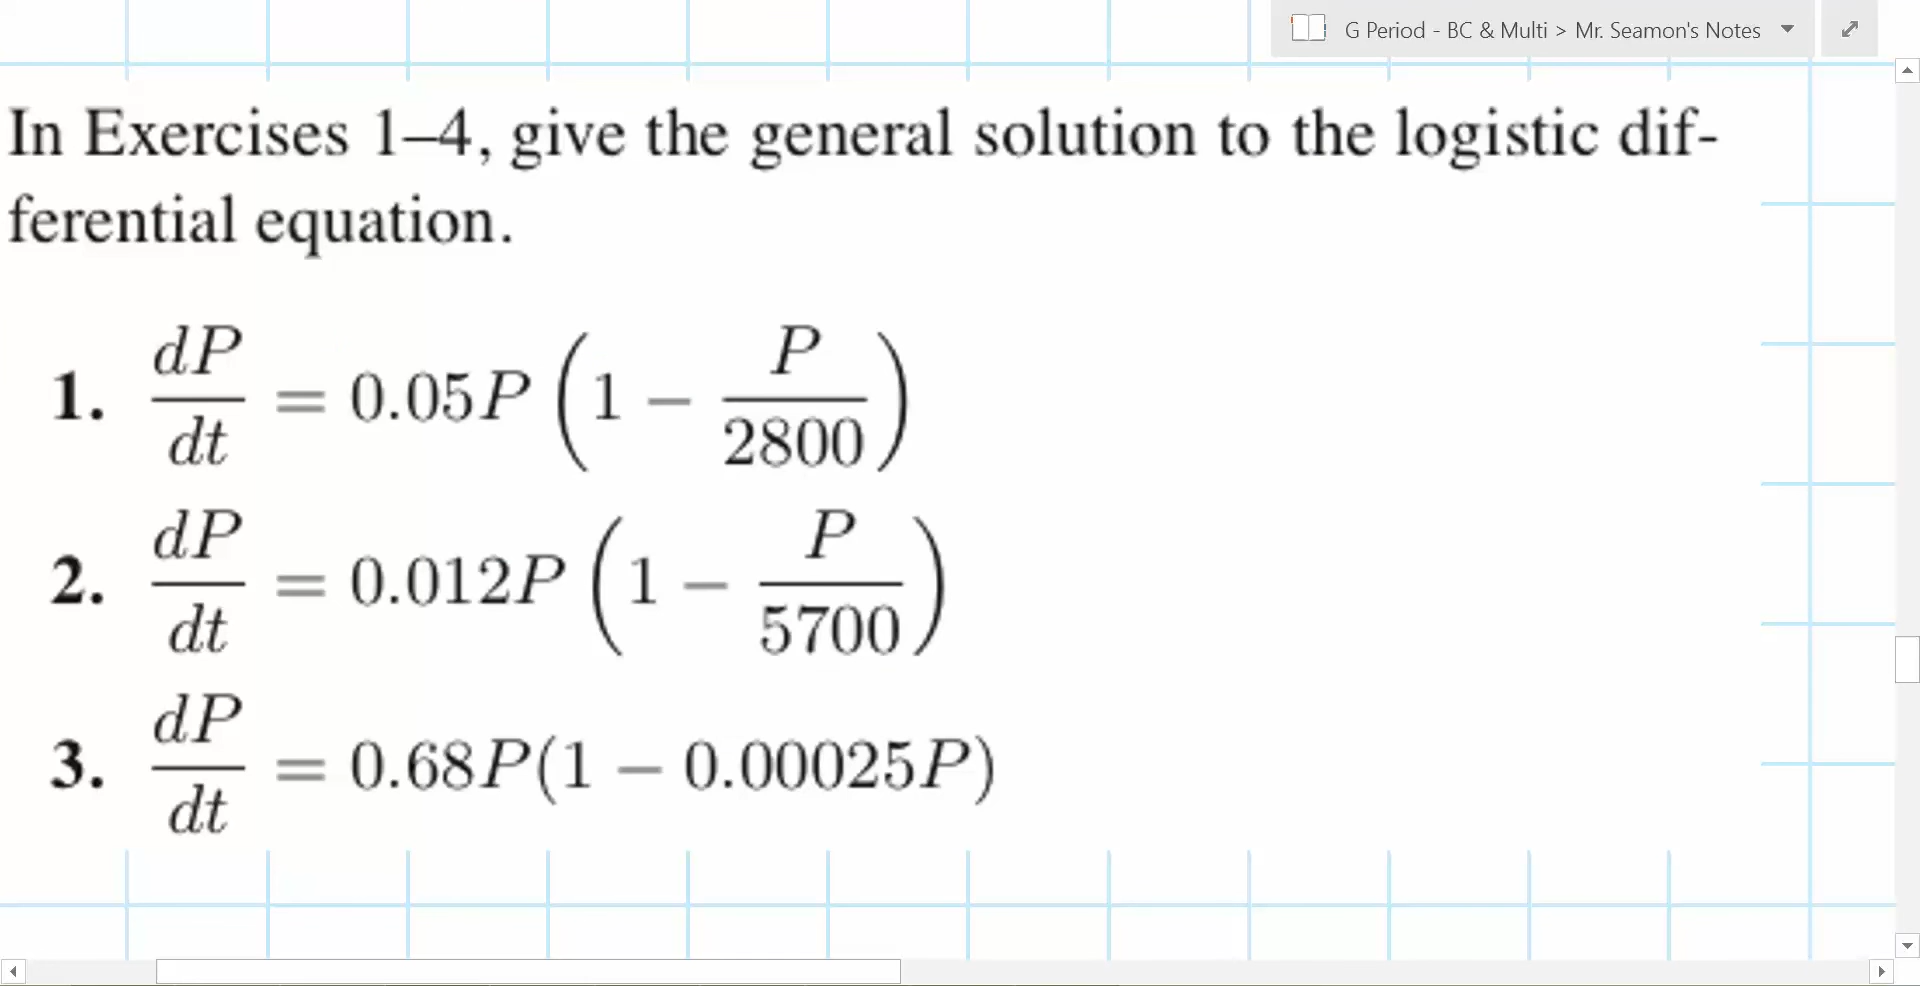 G Period - BC & Multi > Mr. Seamon's Notes
In Exercises 1–4, give the general solution to the logistic dif-
ferential equation.
1. dP/dt = 0.05P (1 − P/2800)
2. dP/dt = 0.012P (1 − P/5700)
3. dP/dt = 0.68P(1 − 0.00025P)